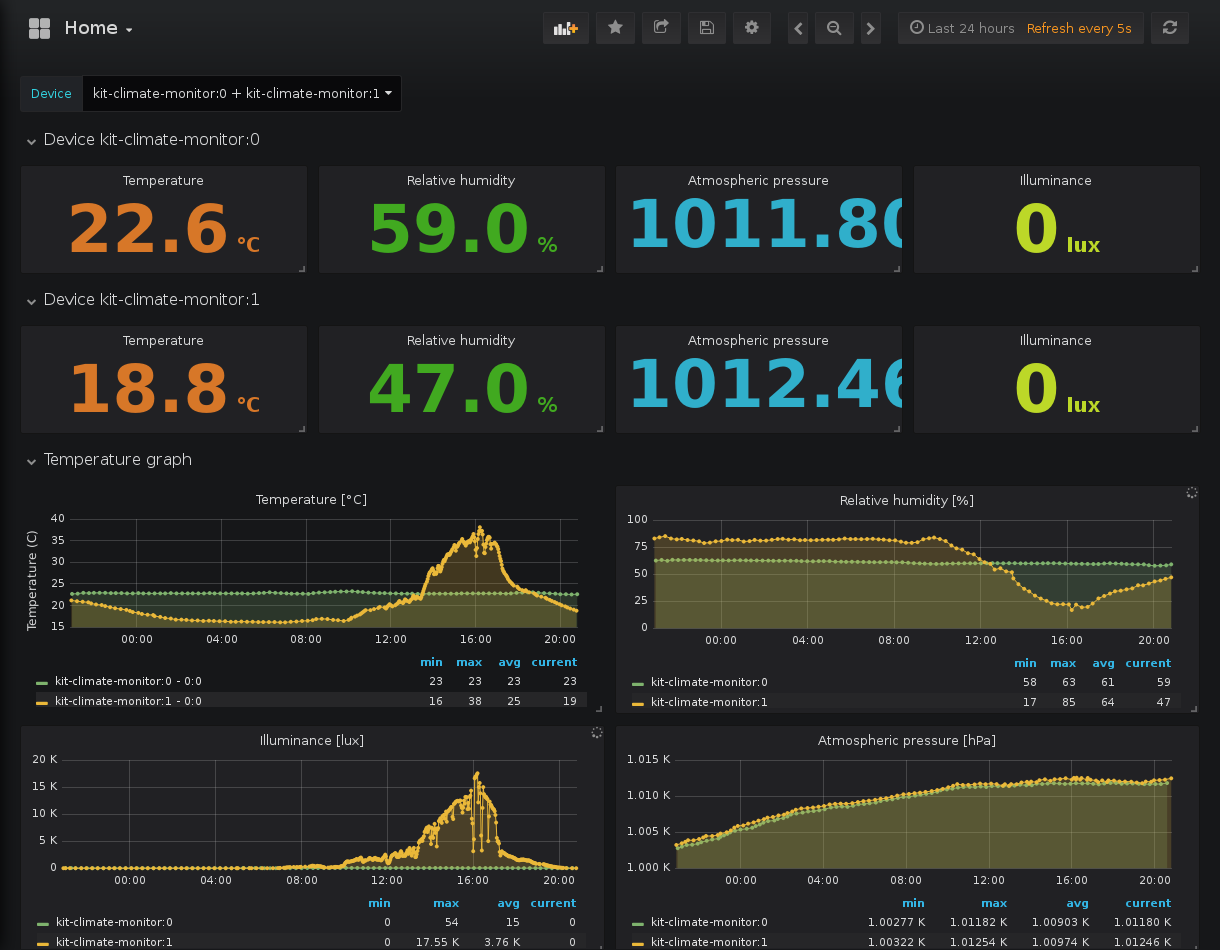 Home
Last 24 hours Refresh every 5s
Device kit-climate-monitor:0 + kit-climate-monitor:1
Device kit-climate-monitor:0
Temperature Relative humidity Atmospheric pressure Illuminance
22.6 °C 59.0 % 1011.80 0 lux
Device kit-climate-monitor:1
Temperature Relative humidity Atmospheric pressure Illuminance
18.8 °C 47.0 % 1012.46 0 lux
Temperature graph
Temperature [°C]
Temperature (C)
40
35
30
25
20
15
00:00 04:00 08:00 12:00 16:00 20:00
min max avg current
kit-climate-monitor:0 - 0:0 23 23 23 23
kit-climate-monitor:1 - 0:0 16 38 25 19
Relative humidity [%]
100
75
50
25
0
00:00 04:00 08:00 12:00 16:00 20:00
min max avg current
kit-climate-monitor:0 58 63 61 59
kit-climate-monitor:1 17 85 64 47
Illuminance [lux]
20 K
15 K
10 K
5 K
0
00:00 04:00 08:00 12:00 16:00 20:00
min max avg current
kit-climate-monitor:0 0 54 15 0
kit-climate-monitor:1 0 17.55 K 3.76 K 0
Atmospheric pressure [hPa]
1.015 K
1.010 K
1.005 K
1.000 K
00:00 04:00 08:00 12:00 16:00 20:00
min max avg current
kit-climate-monitor:0 1.00277 K 1.01182 K 1.00903 K 1.01180 K
kit-climate-monitor:1 1.00322 K 1.01254 K 1.00974 K 1.01246 K